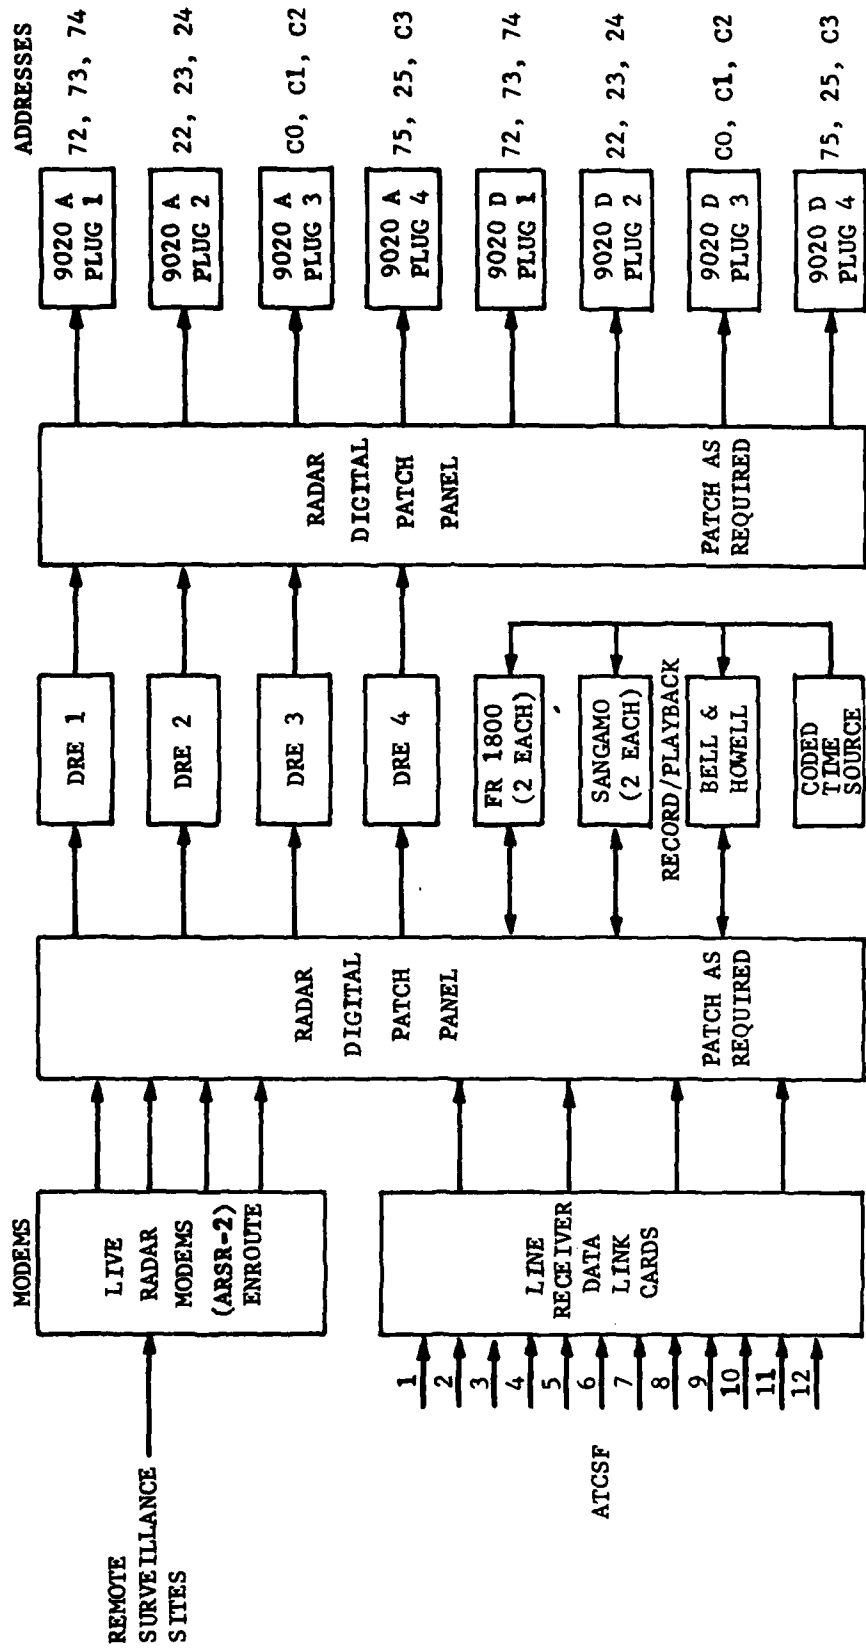 REMOTE
SURVEILLANCE
SITES
MODEMS
LIVE
RADAR
MODEMS
(ARSR-2)
ENROUTE
ATCSF
1
2
3
4
5
6
7
8
9
10
11
12
LINE
RECEIVER
DATA
LINK
CARDS
RADAR
DIGITAL
PATCH
PANEL
PATCH AS
REQUIRED
DRE 1
DRE 2
DRE 3
DRE 4
FR 1800
(2 EACH)
SANGAMO
(2 EACH)
RECORD/PLAYBACK
BELL &
HOWELL
CODED
TIME
SOURCE
RADAR
DIGITAL
PATCH
PANEL
PATCH AS
REQUIRED
ADDRESSES
9020 A
PLUG 1
72, 73, 74
9020 A
PLUG 2
22, 23, 24
9020 A
PLUG 3
C0, C1, C2
9020 A
PLUG 4
75, 25, C3
9020 D
PLUG 1
72, 73, 74
9020 D
PLUG 2
22, 23, 24
9020 D
PLUG 3
C0, C1, C2
9020 D
PLUG 4
75, 25, C3